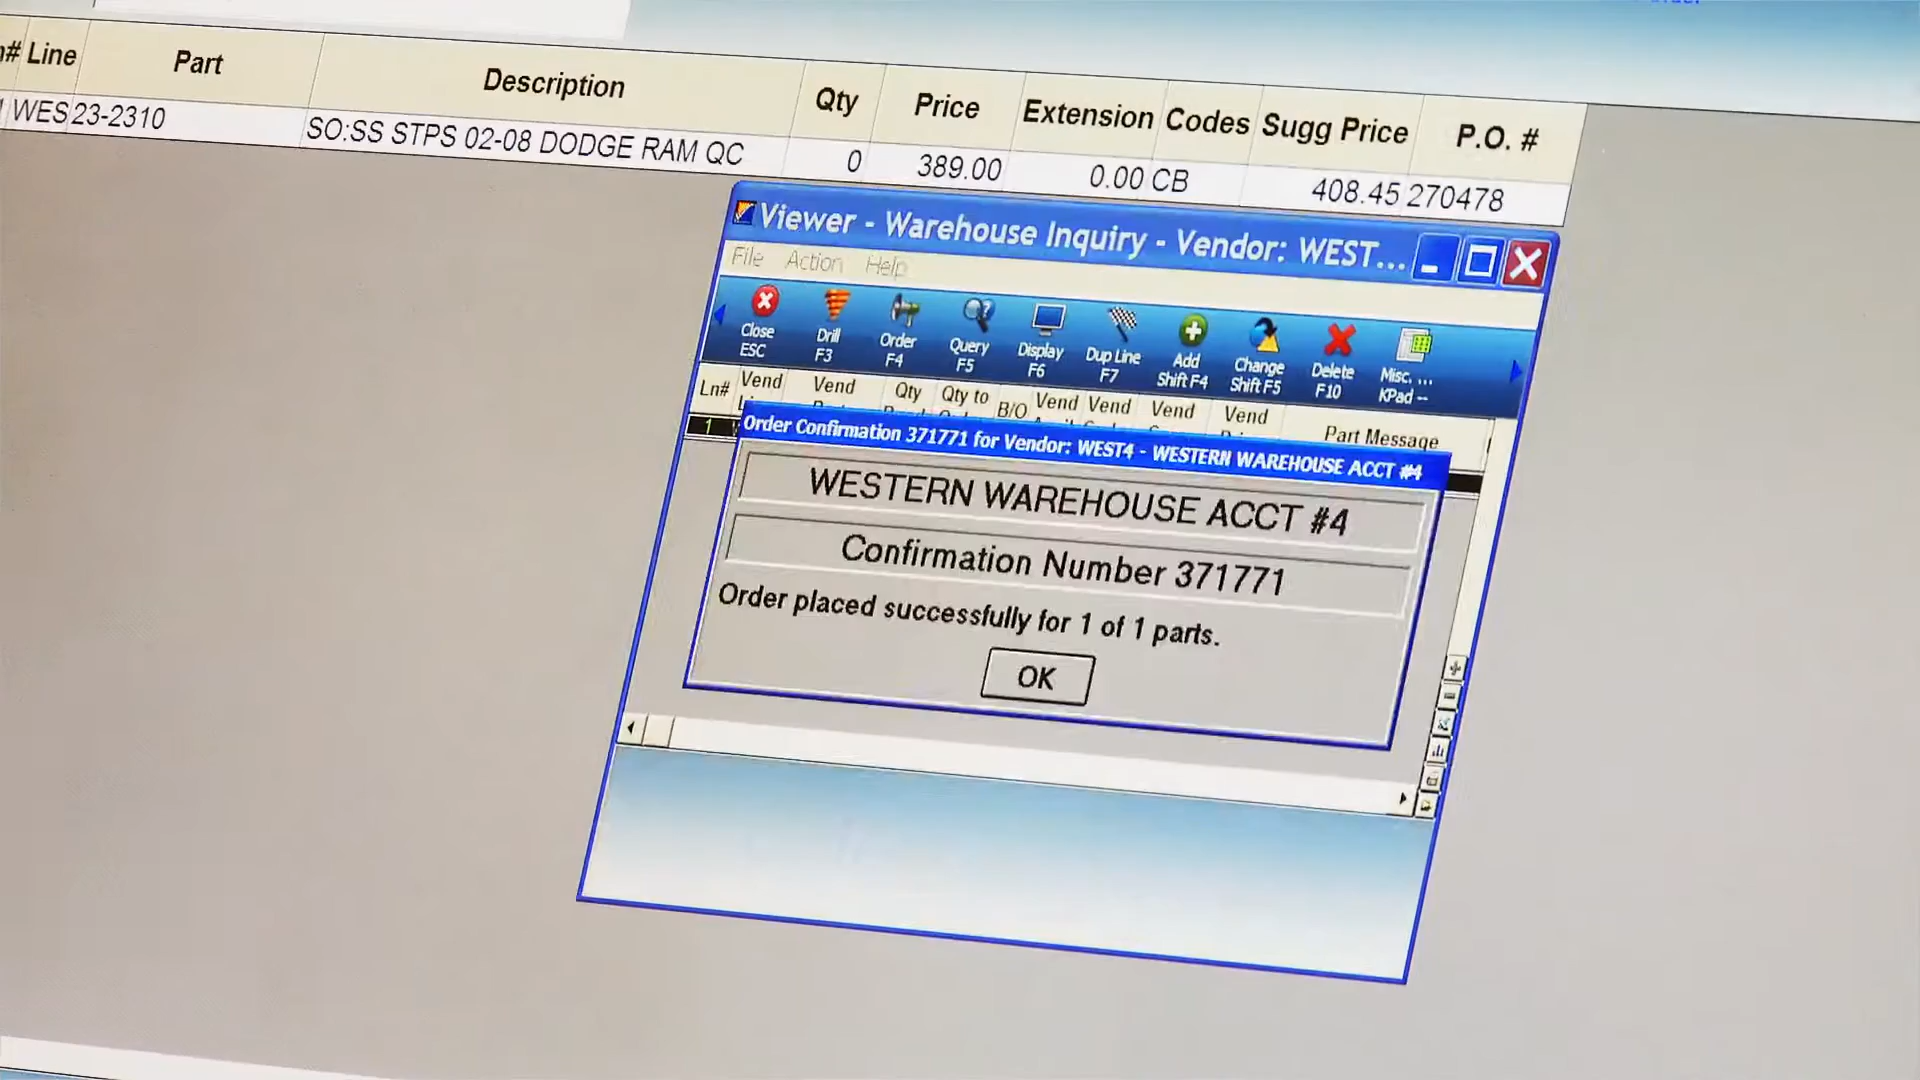 Line Part Description Qty Price Extension Codes Sugg Price P.O. #
WES 23-2310 SO:SS STPS 02-08 DODGE RAM QC 0 389.00 0.00 CB 408.45 270478
Viewer - Warehouse Inquiry - Vendor: WEST...
File Action Help
Close Drill Order Query Display Dup Line Add Change Delete Misc. ...
ESC F3 F4 F5 F6 F7 Shift F4 Shift F5 F10 KPad --
Ln# Vend Vend Qty Qty to B/O Vend Vend Vend Vend Part Message
1
Order Confirmation 371771 for Vendor: WEST4 - WESTERN WAREHOUSE ACCT #4
WESTERN WAREHOUSE ACCT #4
Confirmation Number 371771
Order placed successfully for 1 of 1 parts.
OK